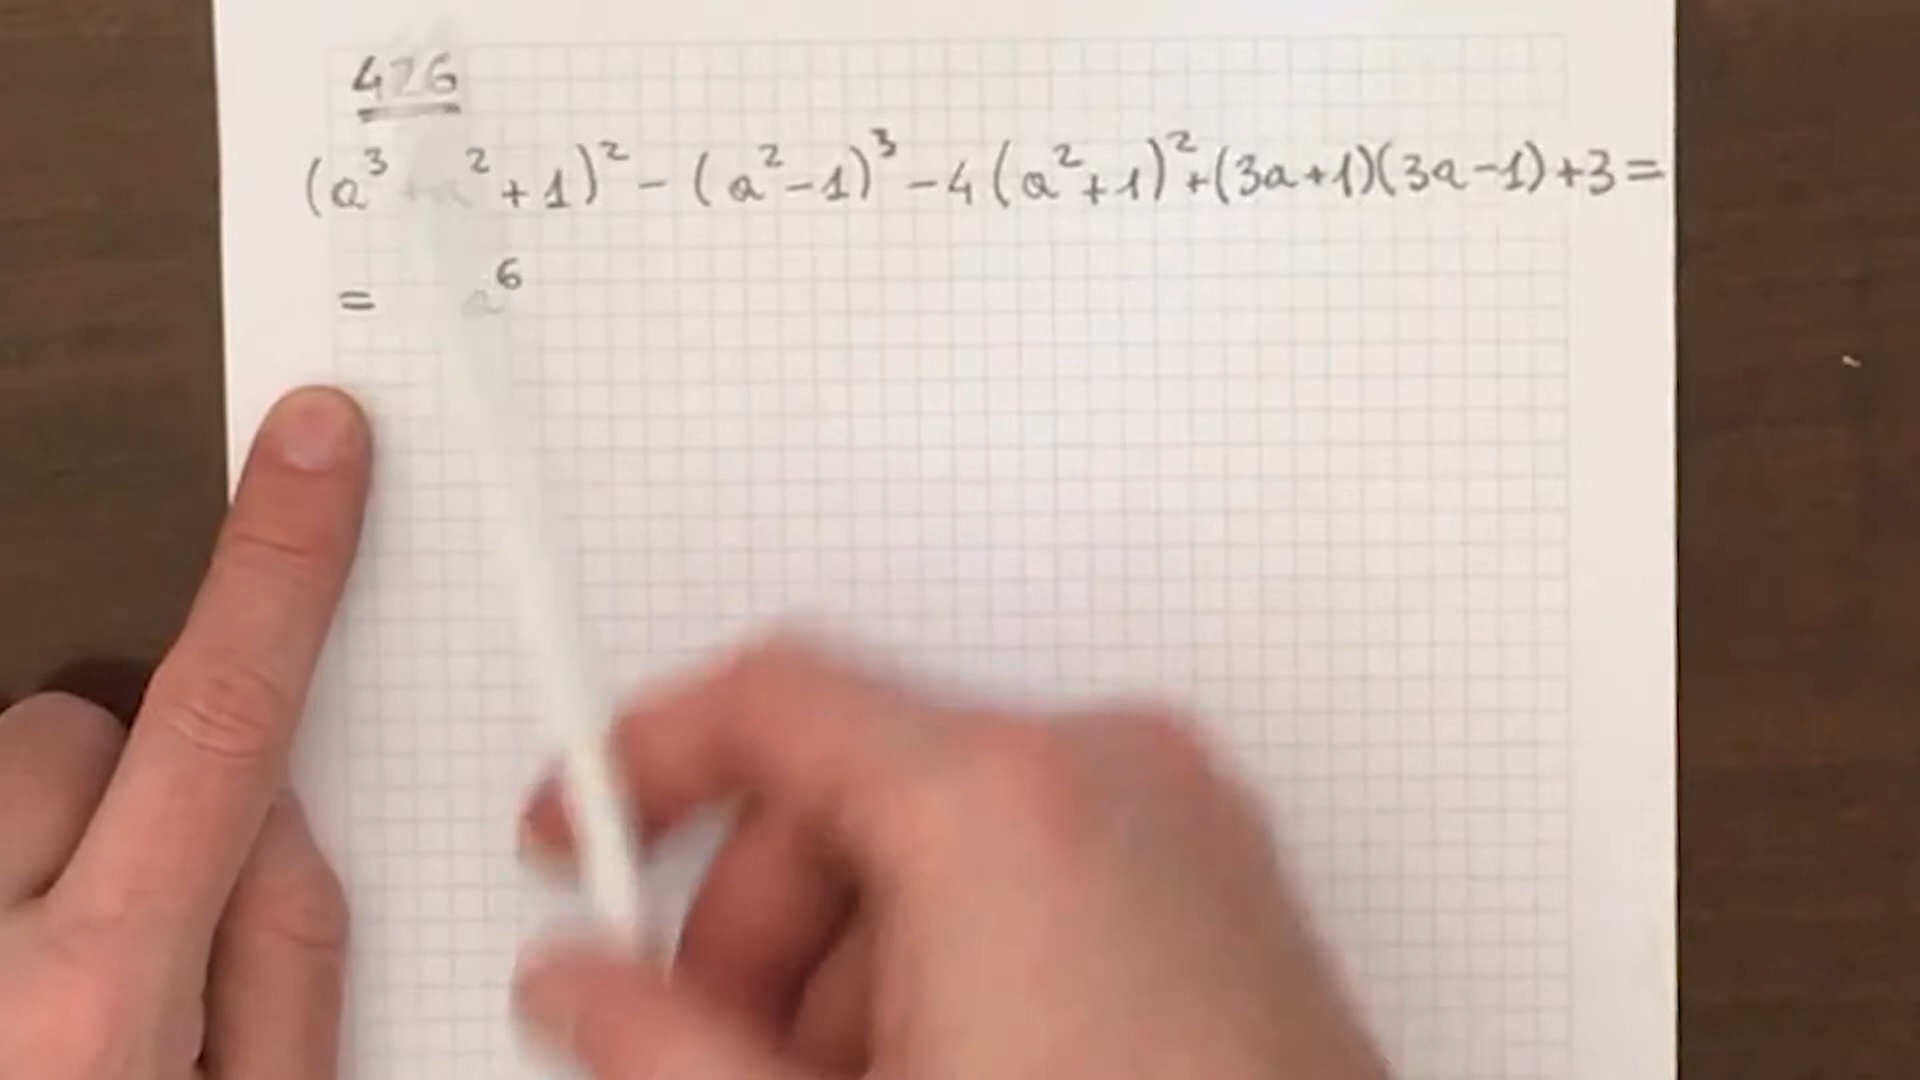 476
(a³ + a² + 1)² - (a² - 1)³ - 4(a² + 1)² + (3a + 1)(3a - 1) + 3 =
= a⁶